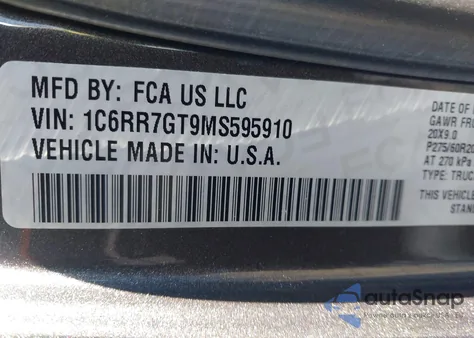 MFD BY: FCA US LLC
VIN: 1C6RR7GT9MS595910
VEHICLE MADE IN: U.S.A.
DATE OF
GAWR FRON
20X9.0
P275/60R20
AT 270 kPa
TYPE: TRUC
THIS VEHICLE
STAN
autoSnap